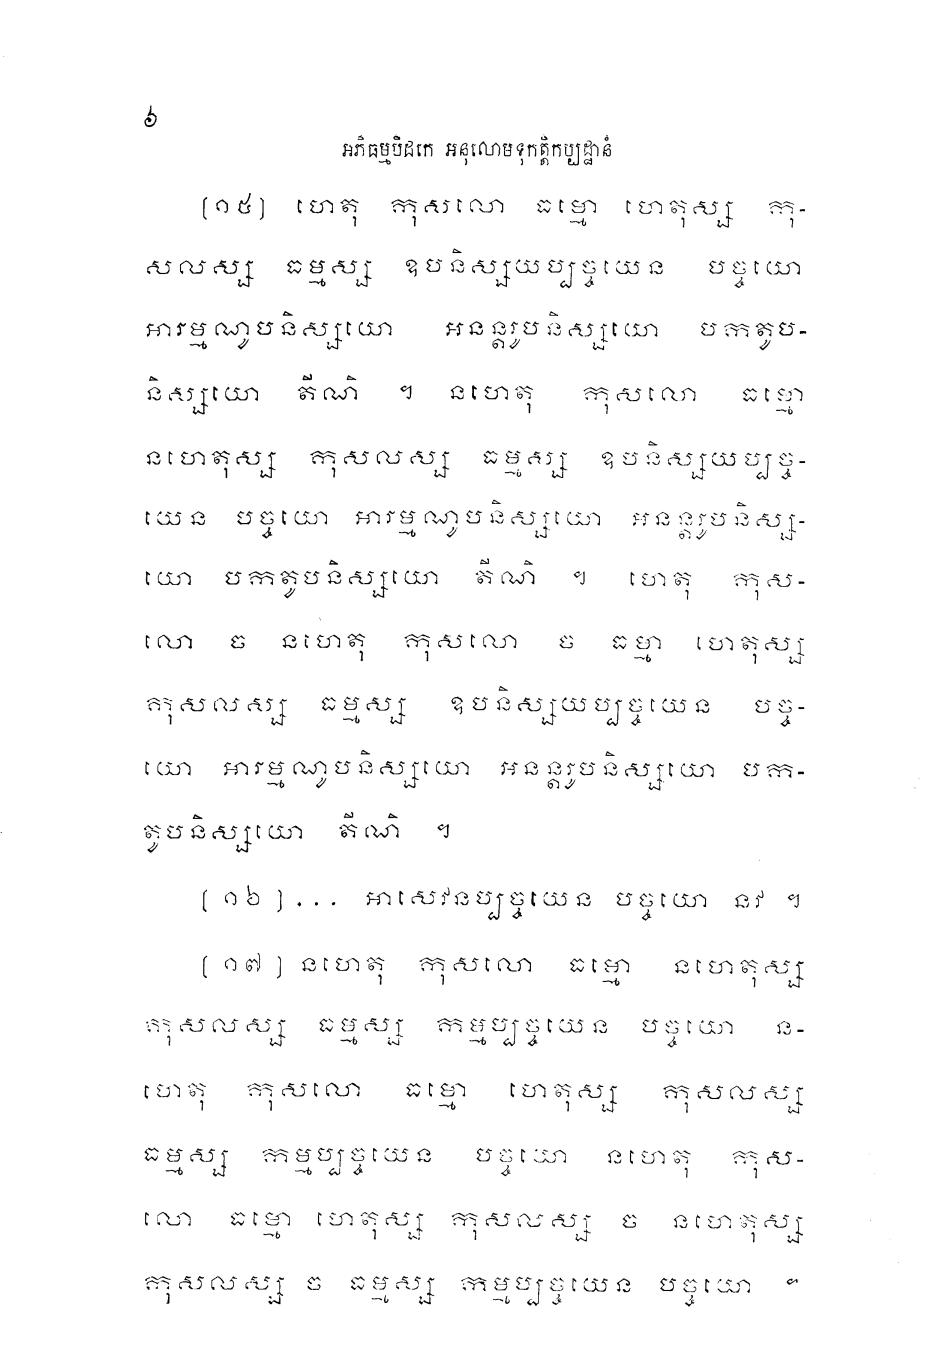 ៦
អភិធម្មបិដកេ អនុលោមទុកត្តិកប្បដ្ឋានំ
(១៥) ហេតុ កុសលោ ធម្មោ ហេតុស្ស កុ-
សលស្ស ធម្មស្ស ឧបនិស្សយប្បច្ចយេន បច្ចយោ
អារម្មណូបនិស្សយោ អនន្តរូបនិស្សយោ បកតូប-
និស្សយោ តីណិ ។ នហេតុ កុសលោ ធម្មោ
នហេតុស្ស កុសលស្ស ធម្មស្ស ឧបនិស្សយប្បច្ច-
យេន បច្ចយោ អារម្មណូបនិស្សយោ អនន្តរូបនិស្ស-
យោ បកតូបនិស្សយោ តីណិ ។ ហេតុ កុស-
លោ ច នហេតុ កុសលោ ច ធម្មា ហេតុស្ស
កុសលស្ស ធម្មស្ស ឧបនិស្សយប្បច្ចយេន បច្ច-
យោ អារម្មណូបនិស្សយោ អនន្តរូបនិស្សយោ បក-
តូបនិស្សយោ តីណិ ។
(១៦)... អាសេវនប្បច្ចយេន បច្ចយោ នវ ។
(១៧) នហេតុ កុសលោ ធម្មោ នហេតុស្ស
កុសលស្ស ធម្មស្ស កម្មប្បច្ចយេន បច្ចយោ ន-
ហេតុ កុសលោ ធម្មោ ហេតុស្ស កុសលស្ស
ធម្មស្ស កម្មប្បច្ចយេន បច្ចយោ នហេតុ កុស-
លោ ធម្មោ ហេតុស្ស កុសលស្ស ច នហេតុស្ស
កុសលស្ស ច ធម្មស្ស កម្មប្បច្ចយេន បច្ចយោ ។